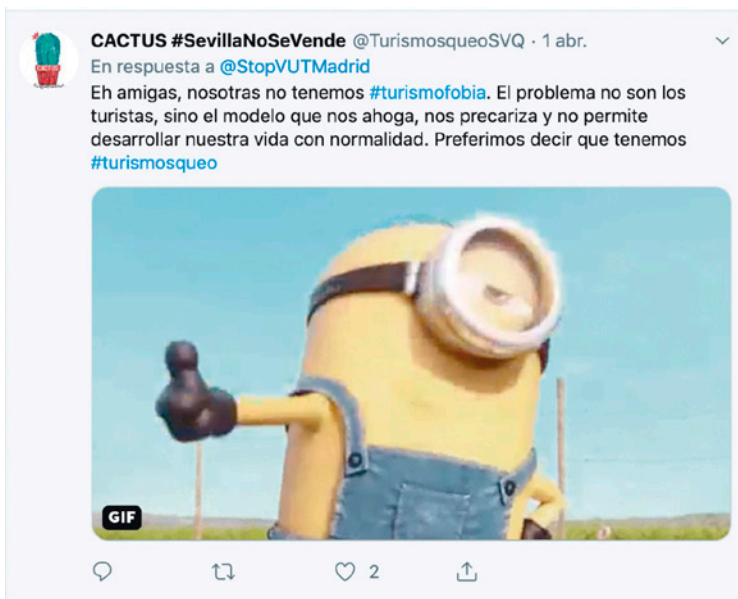 CACTUS #SevillaNoSeVende @TurismosqueoSVQ · 1 abr.
En respuesta a @StopVUTMadrid
Eh amigas, nosotras no tenemos #turismofobia. El problema no son los
turistas, sino el modelo que nos ahoga, nos precariza y no permite
desarrollar nuestra vida con normalidad. Preferimos decir que tenemos
#turismosqueo
GIF
2